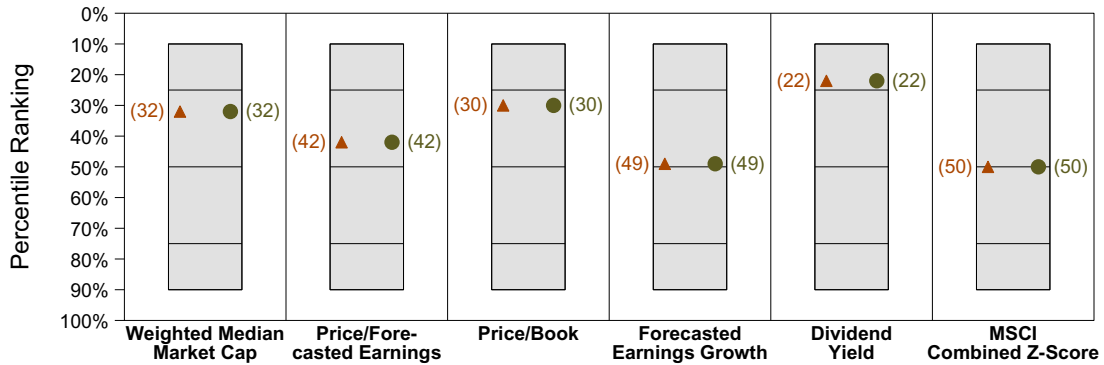 Percentile Ranking
0%
10%
20%
30%
40%
50%
60%
70%
80%
90%
100%
(32) (32)
(42) (42)
(30) (30)
(49) (49)
(22) (22)
(50) (50)
Weighted Median
Market Cap
Price/Fore-
casted Earnings
Price/Book
Forecasted
Earnings Growth
Dividend
Yield
MSCI
Combined Z-Score